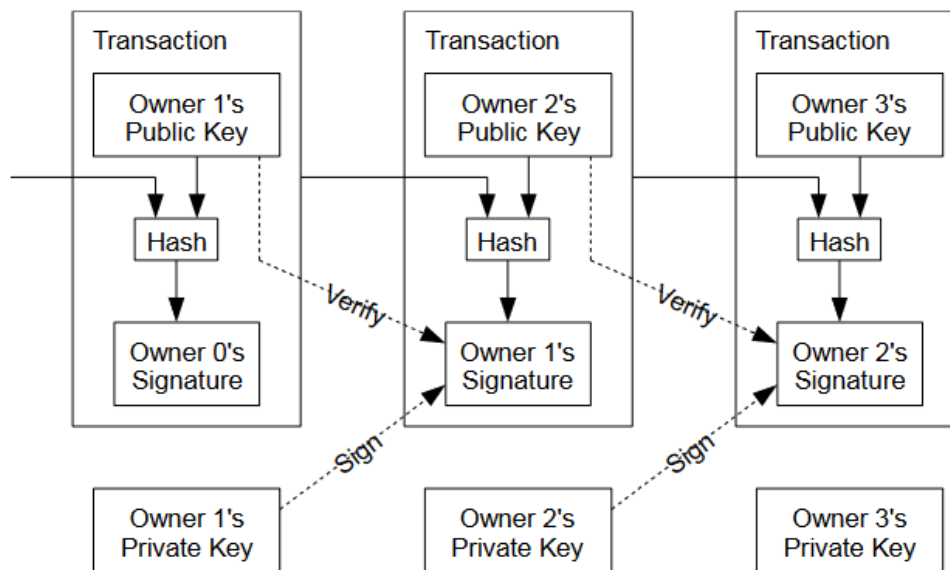 Transaction
Owner 1's
Public Key
Hash
Owner 0's
Signature
Transaction
Owner 2's
Public Key
Hash
Verify
Owner 1's
Signature
Sign
Transaction
Owner 3's
Public Key
Hash
Verify
Owner 2's
Signature
Sign
Owner 1's
Private Key
Owner 2's
Private Key
Owner 3's
Private Key